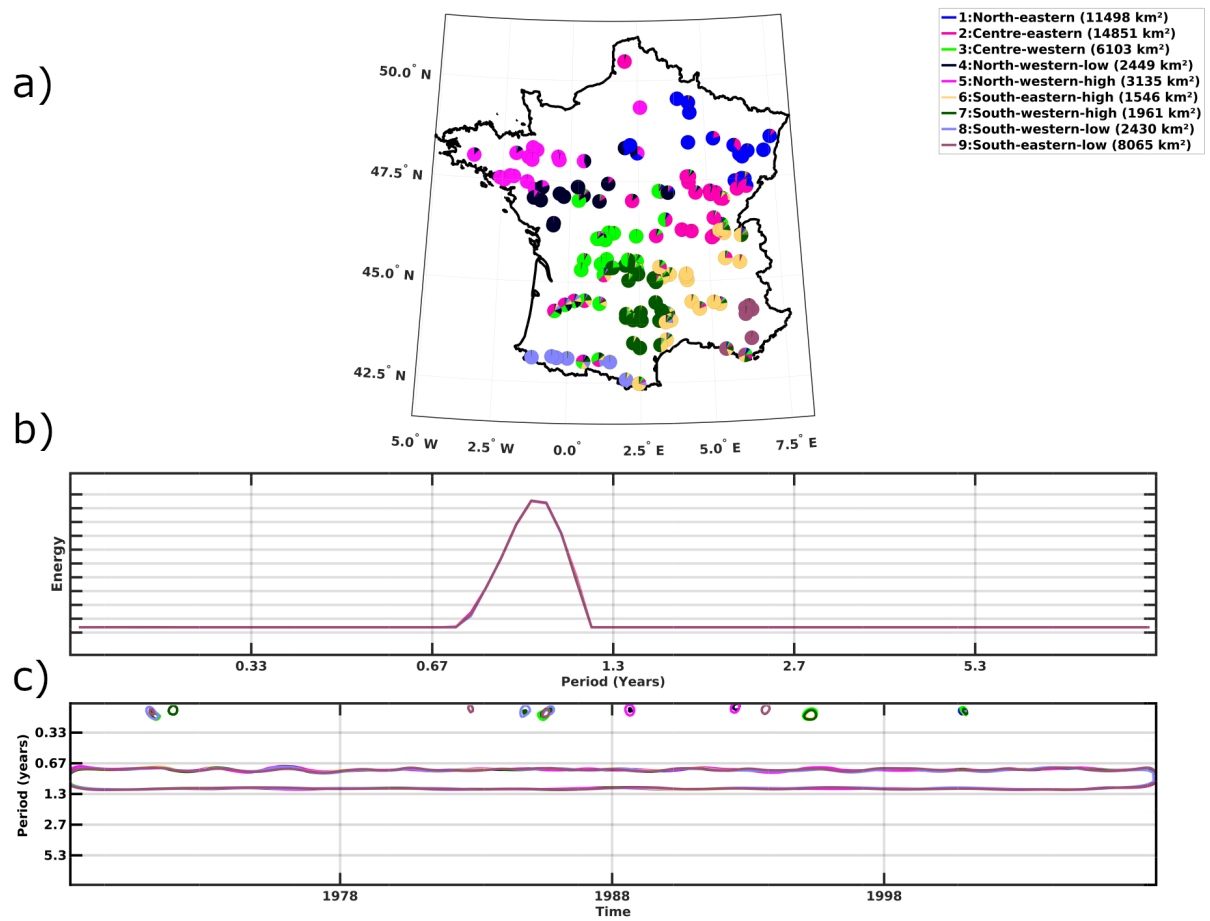 a)
50.0° N
47.5° N
45.0° N
42.5° N
5.0° W
2.5° W
0.0°
2.5° E
5.0° E
7.5° E
1:North-eastern (11498 km²)
2:Centre-eastern (14851 km²)
3:Centre-western (6103 km²)
4:North-western-low (2449 km²)
5:North-western-high (3135 km²)
6:South-eastern-high (1546 km²)
7:South-western-high (1961 km²)
8:South-western-low (2430 km²)
9:South-eastern-low (8065 km²)
b)
Energy
0.33
0.67
1.3
2.7
5.3
Period (Years)
c)
Period (years)
0.33
0.67
1.3
2.7
5.3
1978
1988
1998
Time